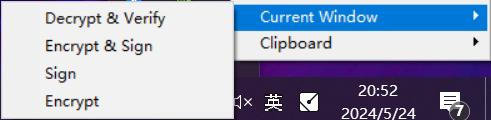 Decrypt & Verify
Encrypt & Sign
Sign
Encrypt
Current Window
Clipboard
英
20:52
2024/5/24
7